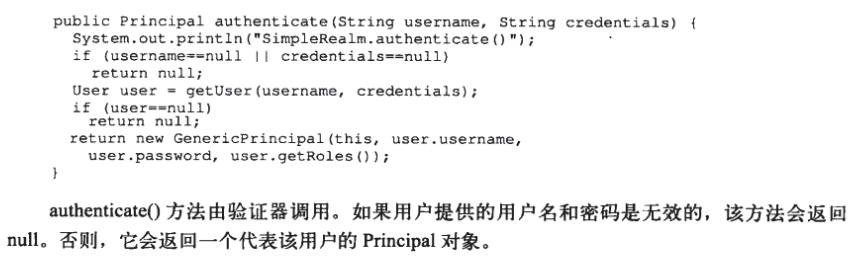 public Principal authenticate(String username, String credentials) {
System.out.println("SimpleRealm.authenticate()");
if (username==null || credentials==null)
return null;
User user = getUser(username, credentials);
if (user==null)
return null;
return new GenericPrincipal(this, user.username,
user.password, user.getRoles());
}
authenticate() 方法由验证器调用。如果用户提供的用户名和密码是无效的，该方法会返回
null。否则，它会返回一个代表该用户的 Principal 对象。